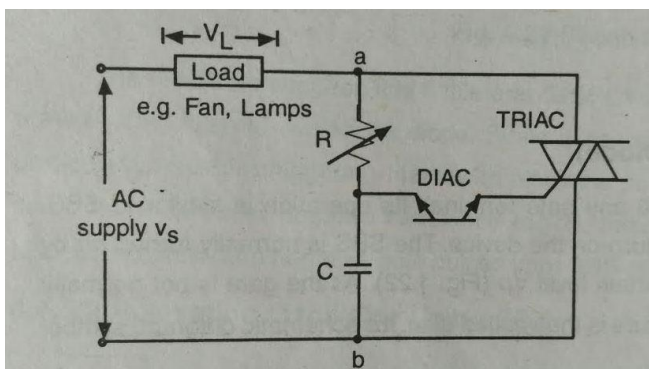 V_L
a
Load
e.g. Fan, Lamps
TRIAC
R
DIAC
AC
supply v_s
C
b